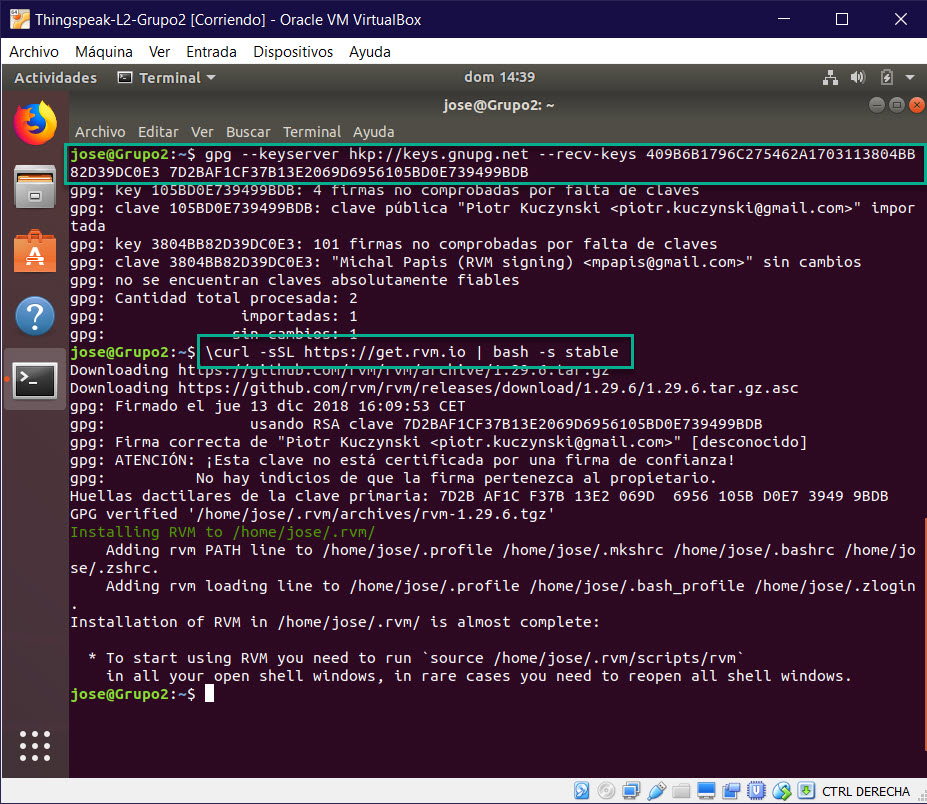 Thingspeak-L2-Grupo2 [Corriendo] - Oracle VM VirtualBox
Archivo Máquina Ver Entrada Dispositivos Ayuda
Actividades Terminal dom 14:39
jose@Grupo2: ~
Archivo Editar Ver Buscar Terminal Ayuda
jose@Grupo2:~$ gpg --keyserver hkp://keys.gnupg.net --recv-keys 409B6B1796C275462A1703113804BB
82D39DC0E3 7D2BAF1CF37B13E2069D6956105BD0E739499BDB
gpg: key 105BD0E739499BDB: 4 firmas no comprobadas por falta de claves
gpg: clave 105BD0E739499BDB: clave pública "Piotr Kuczynski <piotr.kuczynski@gmail.com>" impor
tada
gpg: key 3804BB82D39DC0E3: 101 firmas no comprobadas por falta de claves
gpg: clave 3804BB82D39DC0E3: "Michal Papis (RVM signing) <mpapis@gmail.com>" sin cambios
gpg: no se encuentran claves absolutamente fiables
gpg: Cantidad total procesada: 2
gpg:               importadas: 1
gpg:              sin cambios: 1
jose@Grupo2:~$ \curl -sSL https://get.rvm.io | bash -s stable
Downloading https://github.com/rvm/rvm/archive/1.29.6.tar.gz
Downloading https://github.com/rvm/rvm/releases/download/1.29.6/1.29.6.tar.gz.asc
gpg: Firmado el jue 13 dic 2018 16:09:53 CET
gpg:                usando RSA clave 7D2BAF1CF37B13E2069D6956105BD0E739499BDB
gpg: Firma correcta de "Piotr Kuczynski <piotr.kuczynski@gmail.com>" [desconocido]
gpg: ATENCIÓN: ¡Esta clave no está certificada por una firma de confianza!
gpg:          No hay indicios de que la firma pertenezca al propietario.
Huellas dactilares de la clave primaria: 7D2B AF1C F37B 13E2 069D  6956 105B D0E7 3949 9BDB
GPG verified '/home/jose/.rvm/archives/rvm-1.29.6.tgz'
Installing RVM to /home/jose/.rvm/
    Adding rvm PATH line to /home/jose/.profile /home/jose/.mkshrc /home/jose/.bashrc /home/jo
se/.zshrc.
    Adding rvm loading line to /home/jose/.profile /home/jose/.bash_profile /home/jose/.zlogin
.
Installation of RVM in /home/jose/.rvm/ is almost complete:
  * To start using RVM you need to run `source /home/jose/.rvm/scripts/rvm`
    in all your open shell windows, in rare cases you need to reopen all shell windows.
jose@Grupo2:~$
CTRL DERECHA